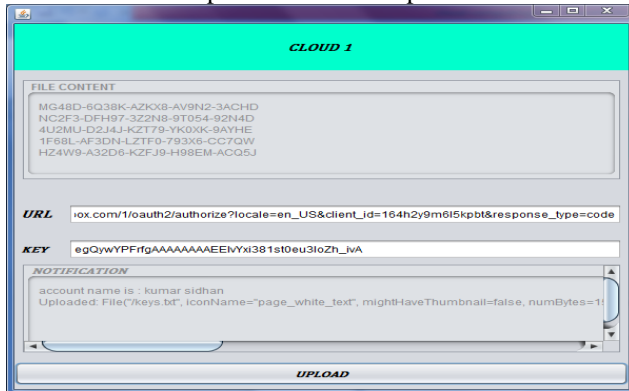 CLOUD 1
FILE CONTENT
MG48D-6Q38K-AZKX8-AV9N2-3ACHD
NC2F3-DFH97-3Z2N8-9T054-92N4D
4U2MU-D2J4J-KZT79-YK0XK-9AYHE
1F68L-AF3DN-LZTF0-793X6-CC7QW
HZ4W9-A32D6-KZFJ9-H98EM-ACQ5J
URL ox.com/1/oauth2/authorize?locale=en_US&client_id=164h2y9m6l5kpbt&response_type=code
KEY egQywYPFrfgAAAAAAAAEElvYxi381st0eu3IoZh_ivA
NOTIFICATION
account name is : kumar sidhan
Uploaded: File("/keys.txt", iconName="page_white_text", mightHaveThumbnail=false, numBytes=1
UPLOAD